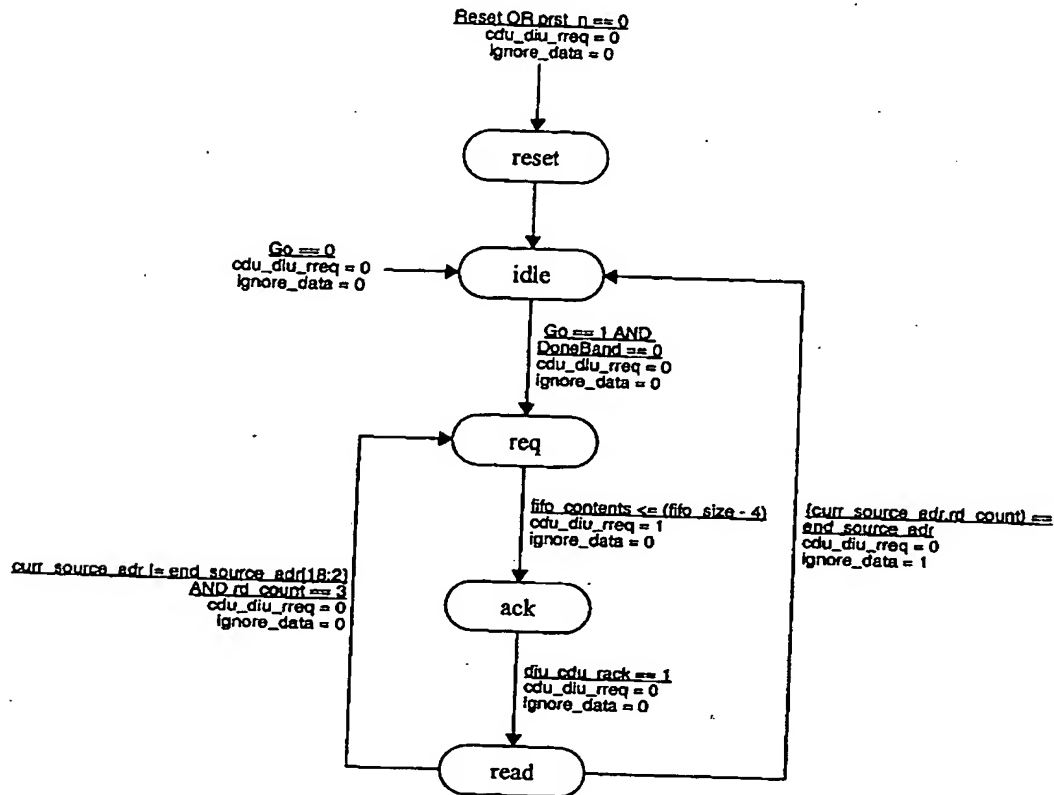 Reset OR prst_n == 0
cdu_diu_rreq = 0
ignore_data = 0
reset
Go == 0
cdu_diu_rreq = 0
ignore_data = 0
idle
Go == 1 AND
DoneBand == 0
cdu_diu_rreq = 0
ignore_data = 0
req
fifo_contents <= (fifo_size - 4)
cdu_diu_rreq = 1
ignore_data = 0
{curr_source_adr,rd_count} ==
end_source_adr
cdu_diu_rreq = 0
ignore_data = 1
curr_source_adr != end_source_adr[18:2]
AND rd_count == 3
cdu_diu_rreq = 0
ignore_data = 0
ack
diu_cdu_rack == 1
cdu_diu_rreq = 0
ignore_data = 0
read